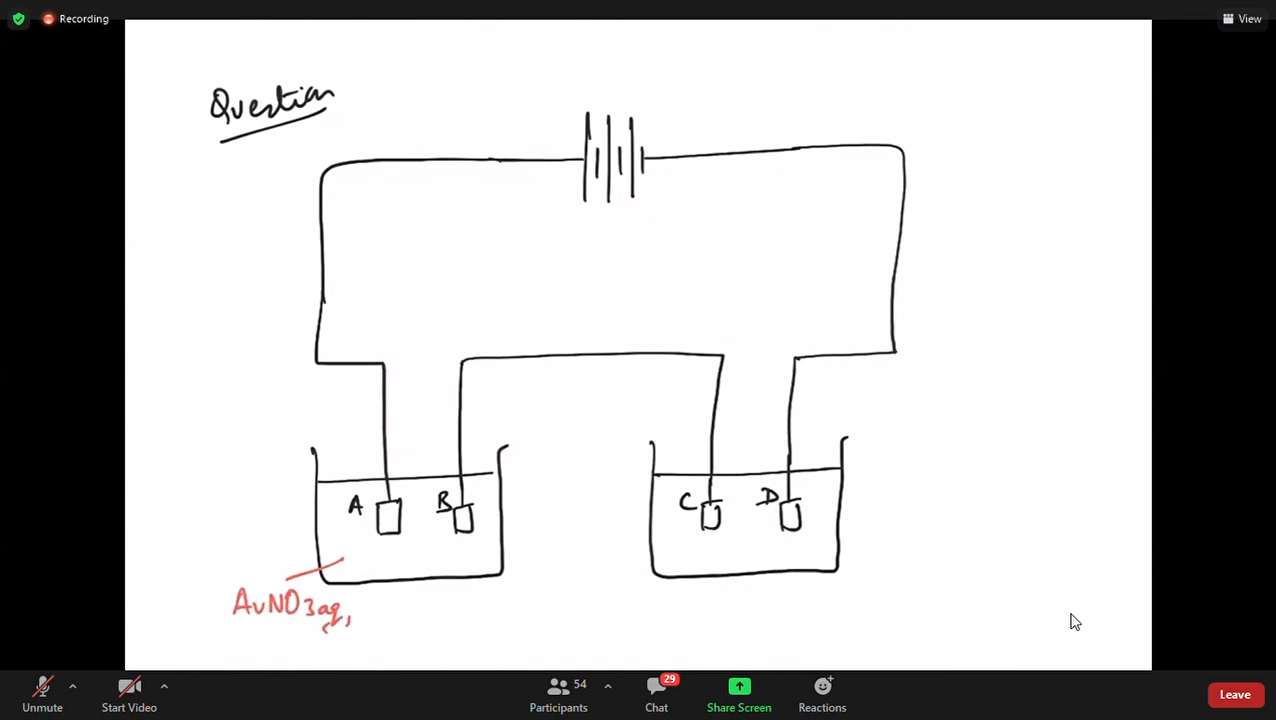 Recording
View
Question
A
B
C
D
AuNO3aq,
Unmute
Start Video
54
Participants
29
Chat
Share Screen
Reactions
Leave